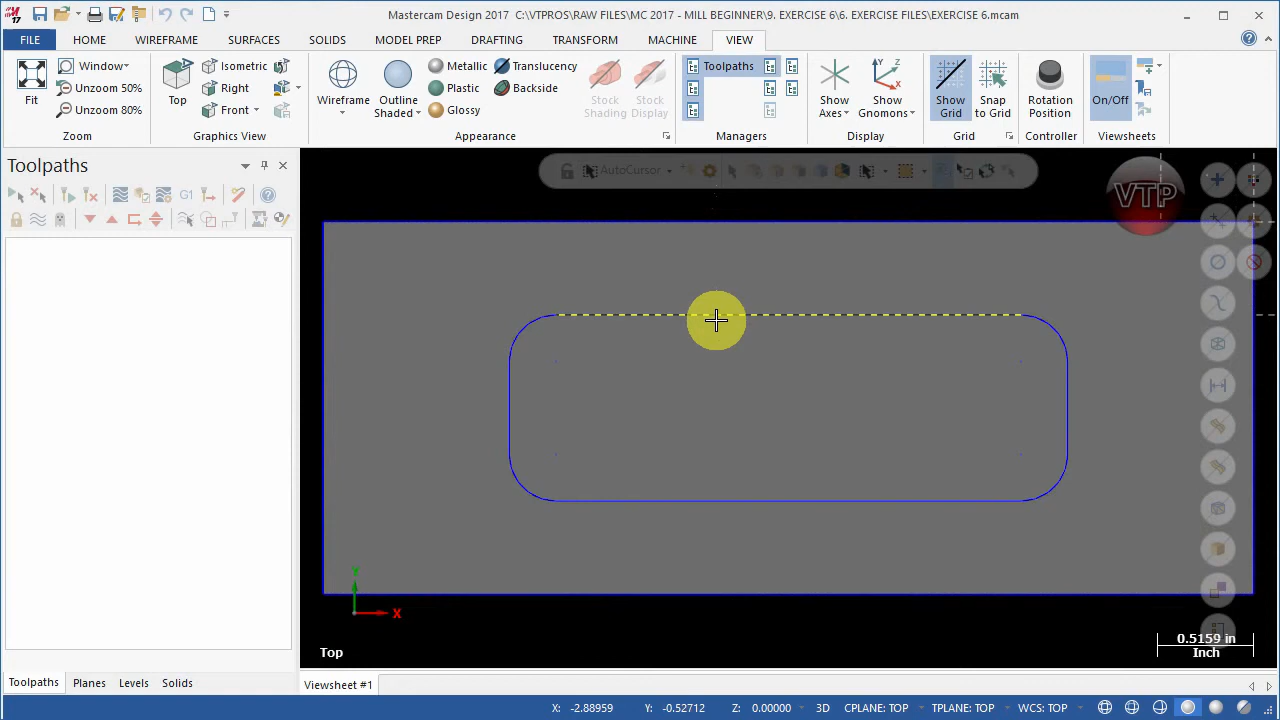 Mastercam Design 2017  C:\VTPROS\RAW FILES\MC 2017 - MILL BEGINNER\9. EXERCISE 6\6. EXERCISE FILES\EXERCISE 6.mcam
FILE HOME WIREFRAME SURFACES SOLIDS MODEL PREP DRAFTING TRANSFORM MACHINE VIEW
Window Isometric Metallic Translucency Toolpaths
Unzoom 50% Right Plastic Backside
Unzoom 80% Front Glossy
Fit Top Wireframe Outline Shaded Stock Shading Stock Display Show Axes Show Gnomons Show Grid Snap to Grid Rotation Position On/Off
Zoom Graphics View Appearance Managers Display Grid Controller Viewsheets
Toolpaths
G1
AutoCursor
VTP
Y
X
Top
0.5159 in
Inch
Toolpaths Planes Levels Solids
Viewsheet #1
X: -2.88959 Y: -0.52712 Z: 0.00000 3D CPLANE: TOP TPLANE: TOP WCS: TOP
17